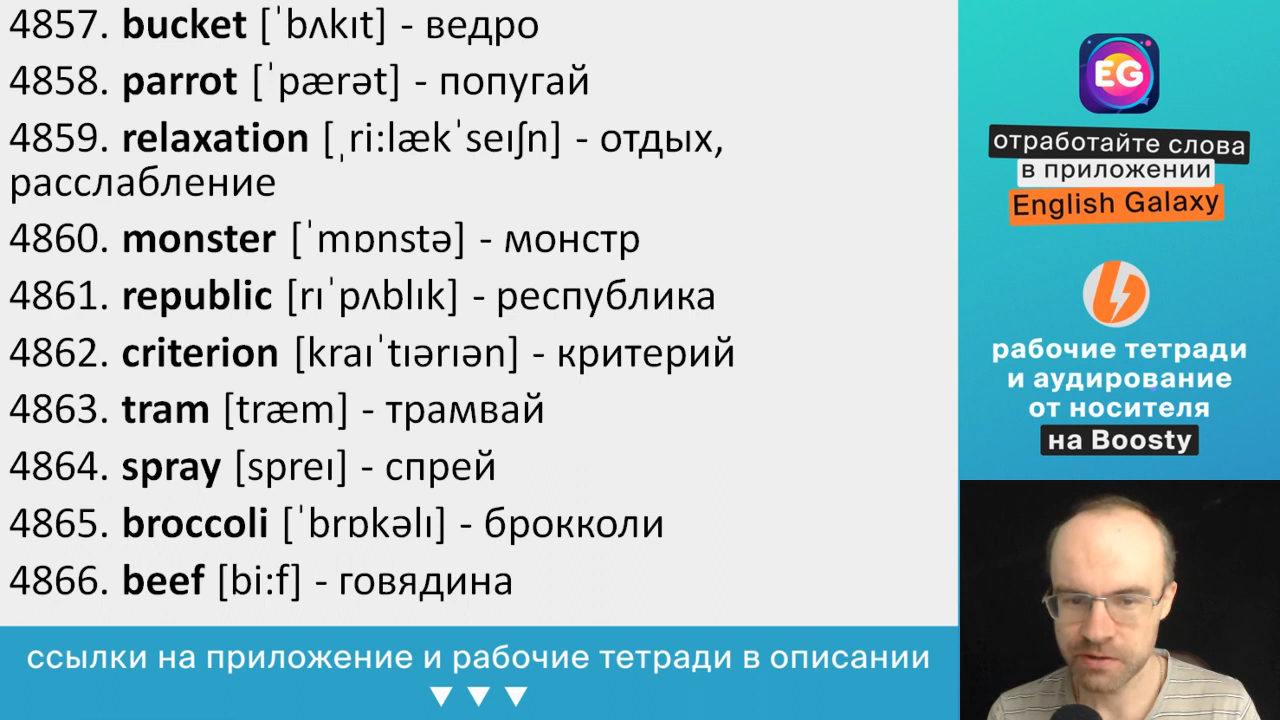 4857. bucket [ˈbʌkɪt] - ведро
4858. parrot [ˈpærət] - попугай
4859. relaxation [ˌri:lækˈseɪʃn] - отдых,
расслабление
4860. monster [ˈmɒnstə] - монстр
4861. republic [rɪˈpʌblɪk] - республика
4862. criterion [kraɪˈtɪərɪən] - критерий
4863. tram [træm] - трамвай
4864. spray [spreɪ] - спрей
4865. broccoli [ˈbrɒkəlɪ] - брокколи
4866. beef [bi:f] - говядина
ссылки на приложение и рабочие тетради в описании
EG
отработайте слова
в приложении
English Galaxy
рабочие тетради
и аудирование
от носителя
на Boosty